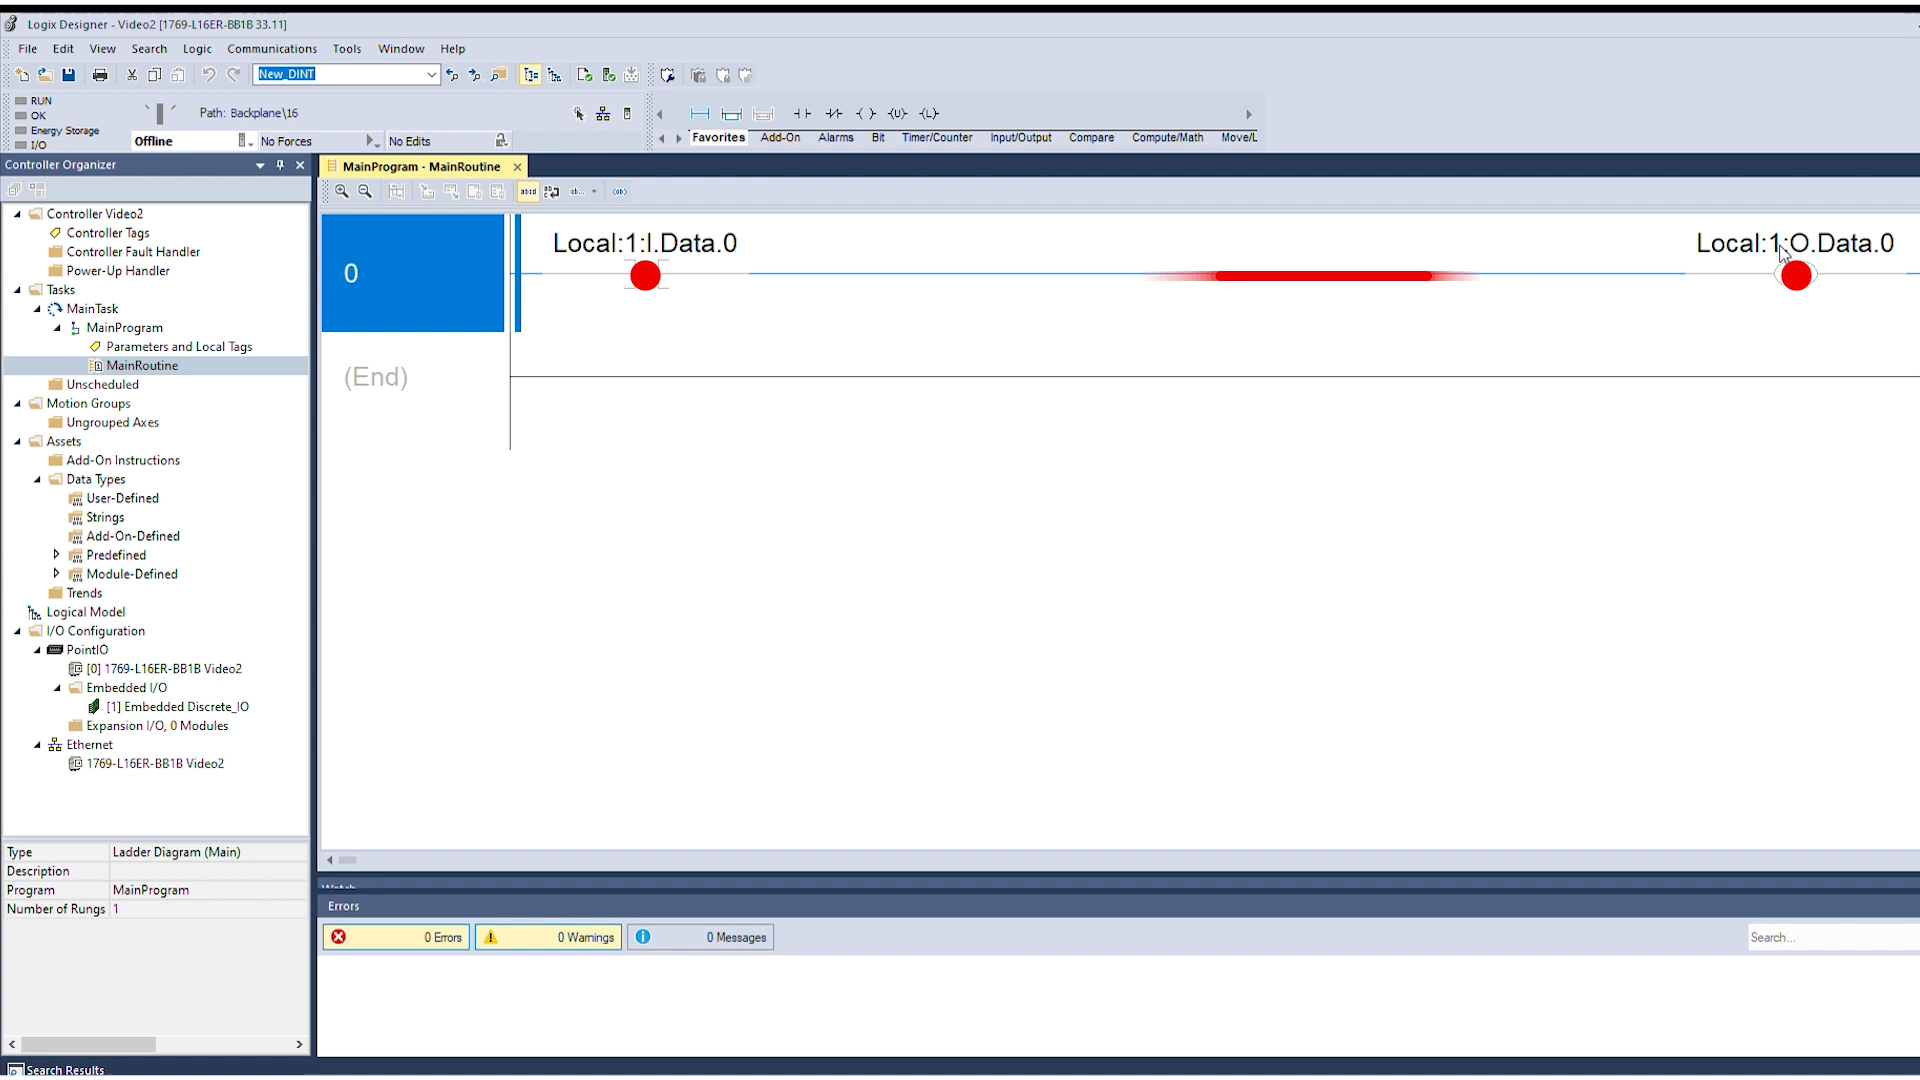 Logix Designer - Video2 [1769-L16ER-BB1B 33.11]
File Edit View Search Logic Communications Tools Window Help
New_DINT
RUN
OK
Energy Storage
I/O
Path: Backplane\16
Offline No Forces No Edits
Favorites Add-On Alarms Bit Timer/Counter Input/Output Compare Compute/Math Move/L
Controller Organizer
MainProgram - MainRoutine
Controller Video2
Controller Tags
Controller Fault Handler
Power-Up Handler
Tasks
MainTask
MainProgram
Parameters and Local Tags
MainRoutine
Unscheduled
Motion Groups
Ungrouped Axes
Assets
Add-On Instructions
Data Types
User-Defined
Strings
Add-On-Defined
Predefined
Module-Defined
Trends
Logical Model
I/O Configuration
PointIO
[0] 1769-L16ER-BB1B Video2
Embedded I/O
[1] Embedded Discrete_IO
Expansion I/O, 0 Modules
Ethernet
1769-L16ER-BB1B Video2
Type Ladder Diagram (Main)
Description
Program MainProgram
Number of Rungs 1
Local:1:I.Data.0
Local:1:O.Data.0
0
(End)
Errors
0 Errors 0 Warnings 0 Messages
Search...
Search Results